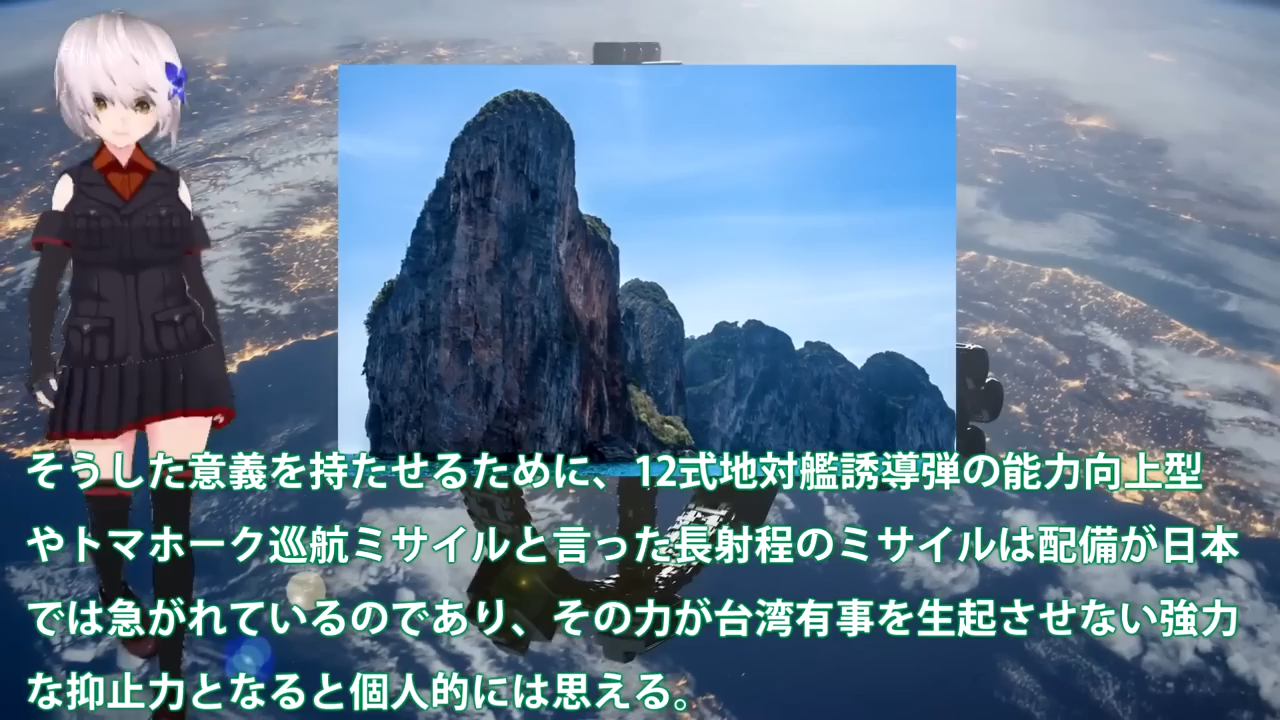 そうした意義を持たせるために、12式地対艦誘導弾の能力向上型
やトマホーク巡航ミサイルと言った長射程のミサイルは配備が日本
では急がれているのであり、その力が台湾有事を生起させない強力
な抑止力となると個人的には思える。